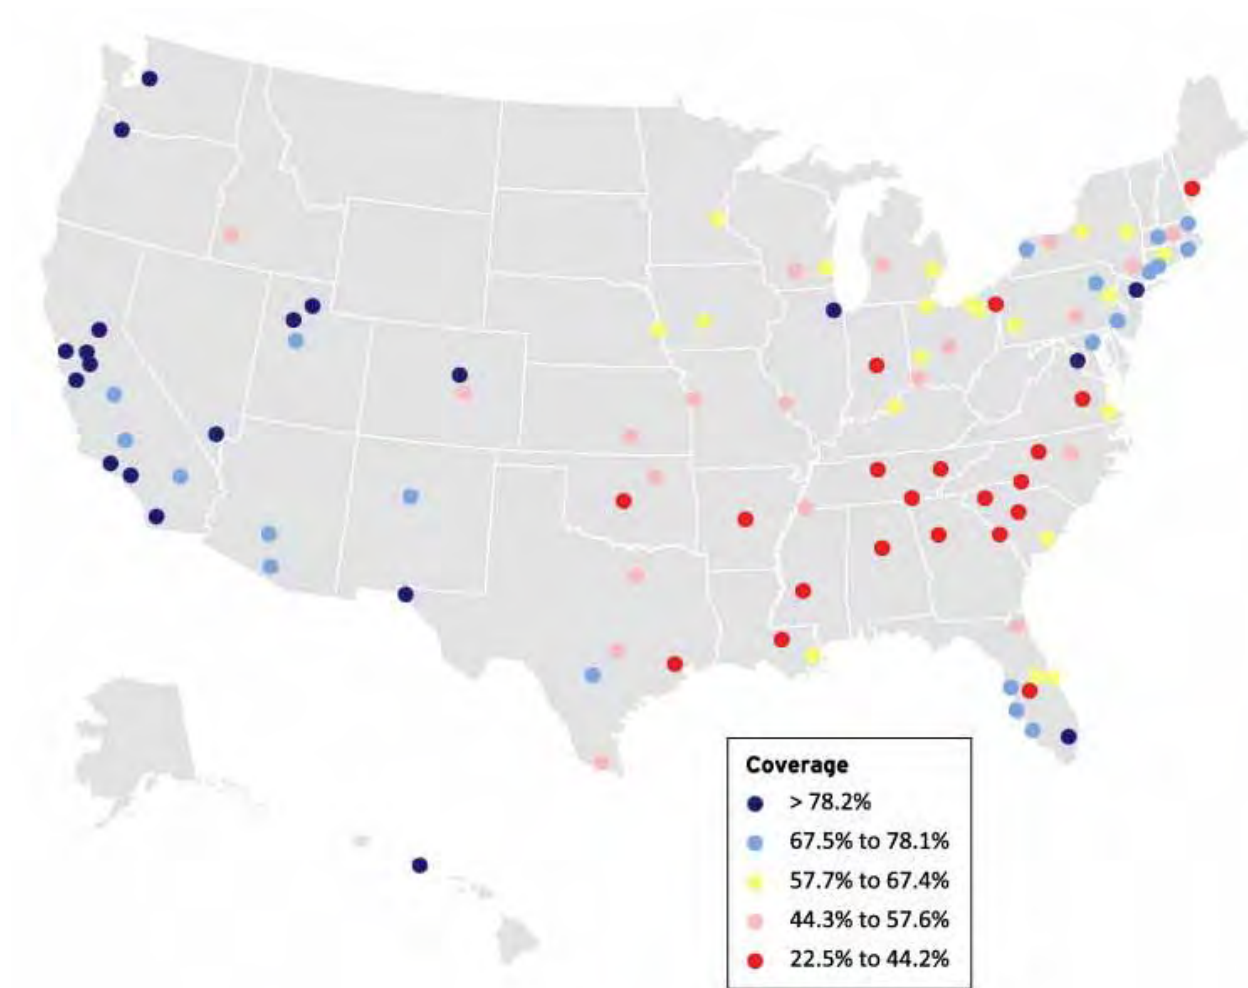 Coverage
> 78.2%
67.5% to 78.1%
57.7% to 67.4%
44.3% to 57.6%
22.5% to 44.2%